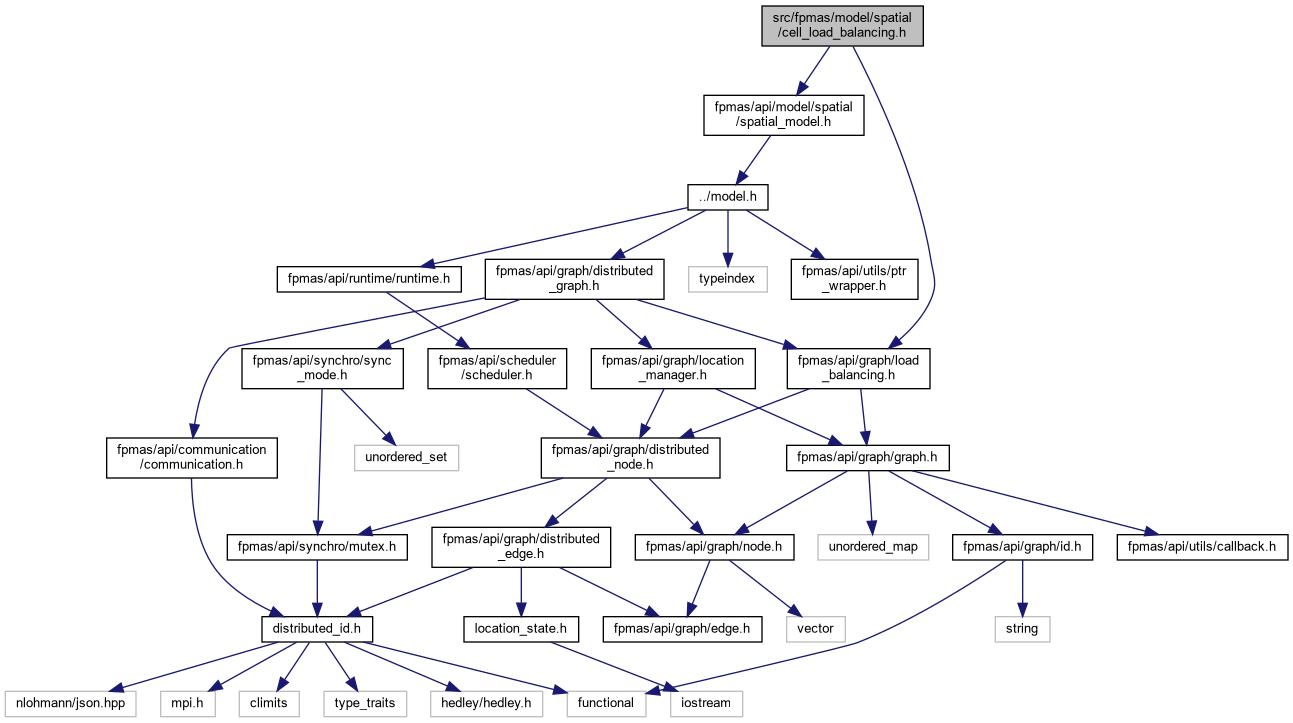 src/fpmas/model/spatial
/cell_load_balancing.h
fpmas/api/model/spatial
/spatial_model.h
../model.h
fpmas/api/runtime/runtime.h
fpmas/api/graph/distributed
_graph.h
typeindex
fpmas/api/utils/ptr
_wrapper.h
fpmas/api/synchro/sync
_mode.h
fpmas/api/scheduler
/scheduler.h
fpmas/api/graph/location
_manager.h
fpmas/api/graph/load
_balancing.h
fpmas/api/communication
/communication.h
unordered_set
fpmas/api/graph/distributed
_node.h
fpmas/api/graph/graph.h
fpmas/api/synchro/mutex.h
fpmas/api/graph/distributed
_edge.h
fpmas/api/graph/node.h
unordered_map
fpmas/api/graph/id.h
fpmas/api/utils/callback.h
distributed_id.h
location_state.h
fpmas/api/graph/edge.h
vector
string
nlohmann/json.hpp
mpi.h
climits
type_traits
hedley/hedley.h
functional
iostream